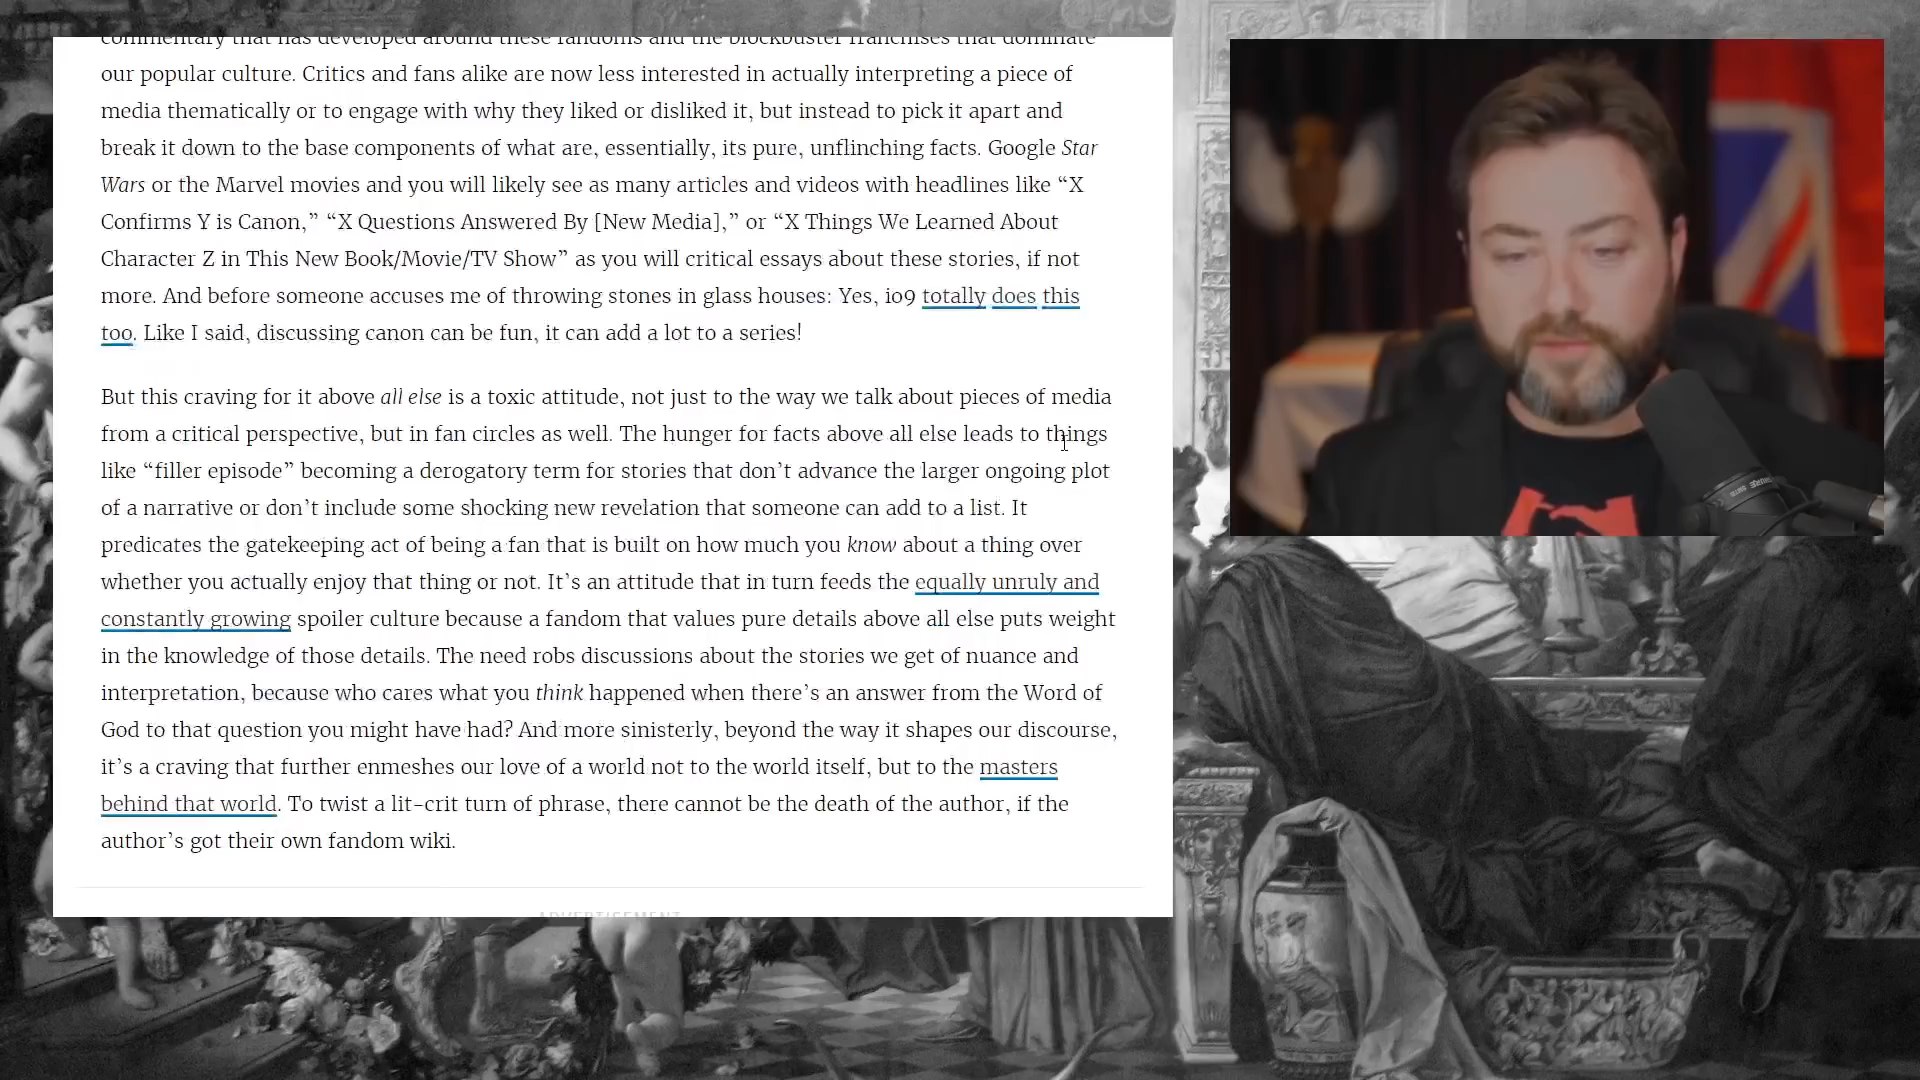 commentary that has developed around these fandoms and the blockbuster franchises that dominate
our popular culture. Critics and fans alike are now less interested in actually interpreting a piece of
media thematically or to engage with why they liked or disliked it, but instead to pick it apart and
break it down to the base components of what are, essentially, its pure, unflinching facts. Google Star
Wars or the Marvel movies and you will likely see as many articles and videos with headlines like “X
Confirms Y is Canon,” “X Questions Answered By [New Media],” or “X Things We Learned About
Character Z in This New Book/Movie/TV Show” as you will critical essays about these stories, if not
more. And before someone accuses me of throwing stones in glass houses: Yes, io9 totally does this
too. Like I said, discussing canon can be fun, it can add a lot to a series!
But this craving for it above all else is a toxic attitude, not just to the way we talk about pieces of media
from a critical perspective, but in fan circles as well. The hunger for facts above all else leads to things
like “filler episode” becoming a derogatory term for stories that don’t advance the larger ongoing plot
of a narrative or don’t include some shocking new revelation that someone can add to a list. It
predicates the gatekeeping act of being a fan that is built on how much you know about a thing over
whether you actually enjoy that thing or not. It’s an attitude that in turn feeds the equally unruly and
constantly growing spoiler culture because a fandom that values pure details above all else puts weight
in the knowledge of those details. The need robs discussions about the stories we get of nuance and
interpretation, because who cares what you think happened when there’s an answer from the Word of
God to that question you might have had? And more sinisterly, beyond the way it shapes our discourse,
it’s a craving that further enmeshes our love of a world not to the world itself, but to the masters
behind that world. To twist a lit-crit turn of phrase, there cannot be the death of the author, if the
author’s got their own fandom wiki.
ADVERTISEMENT